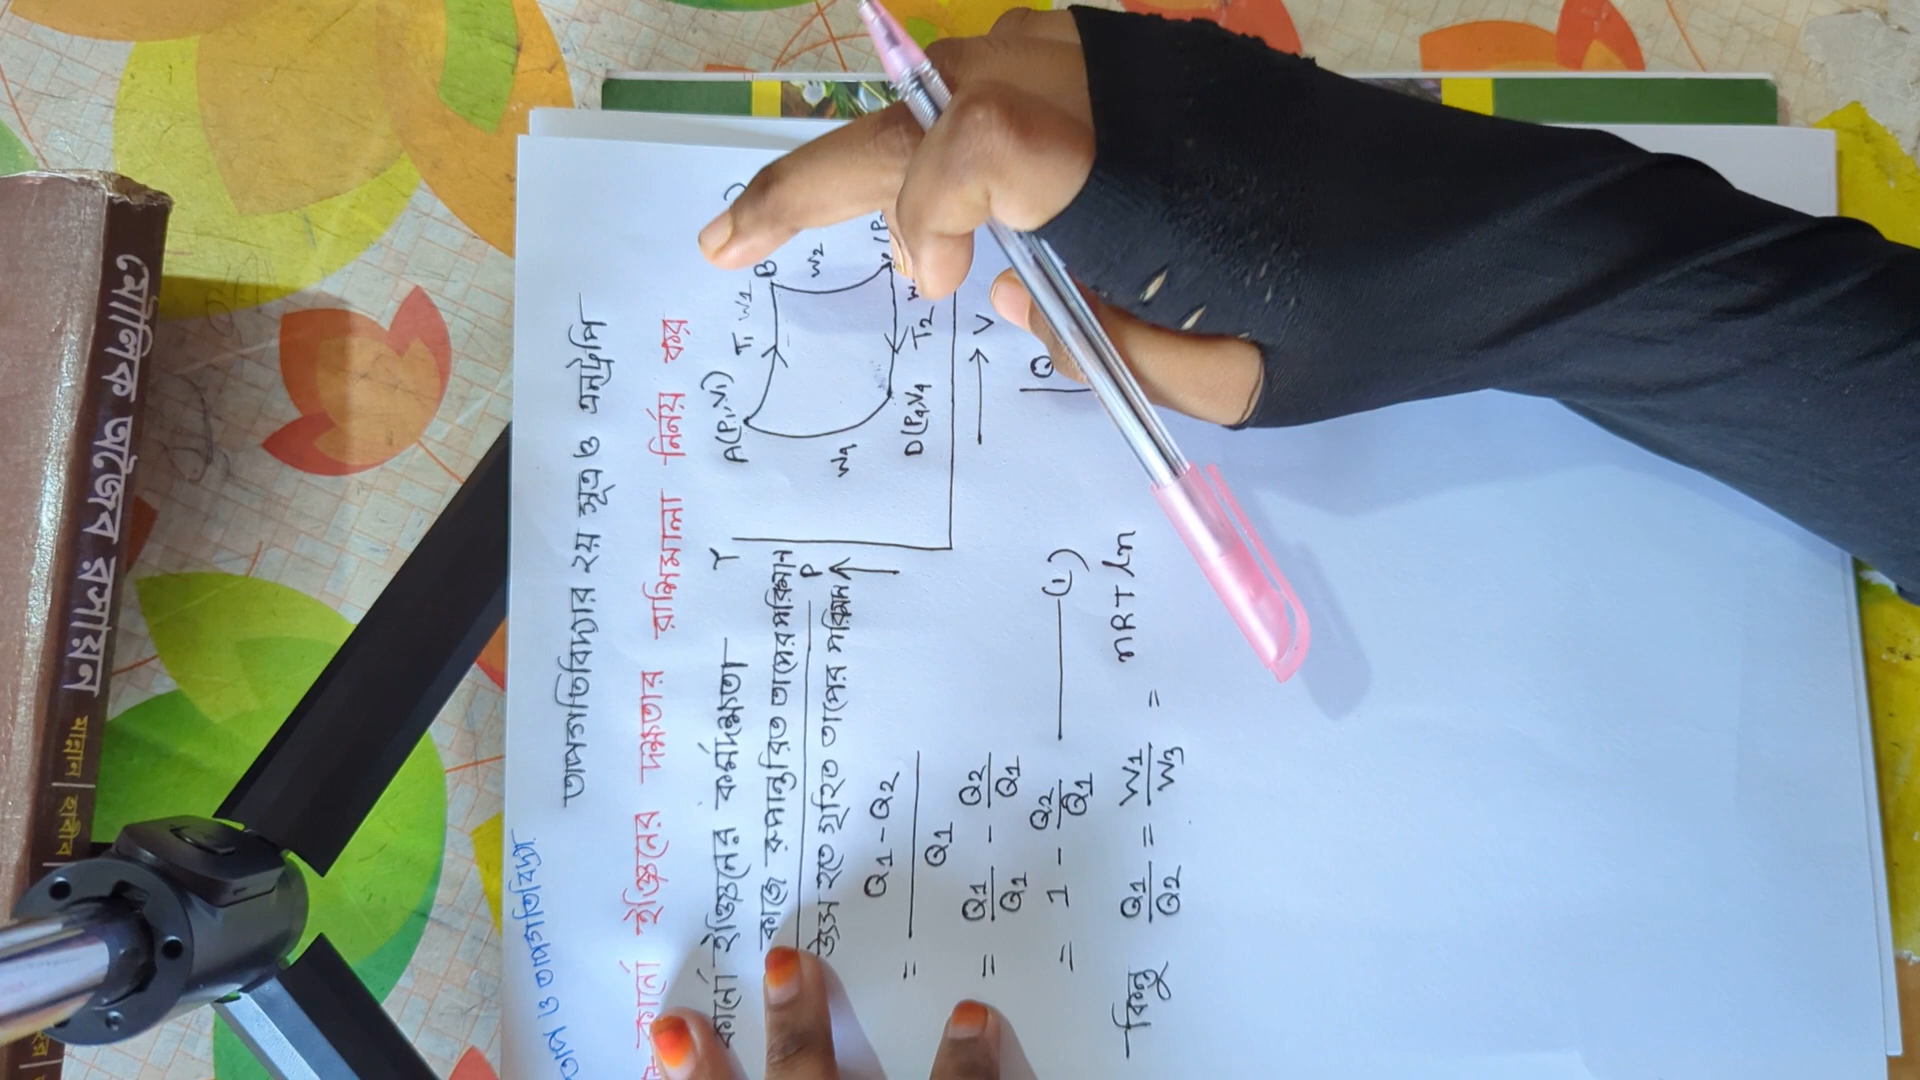 মৌলিক অজৈব রসায়ন
মান্নান | হাবীব
তাপ ও তাপগতিবিদ্যা
তাপগতিবিদ্যার ২য় সূত্র ও এনট্রপি
কার্নো ইঞ্জিনের দক্ষতার রাশিমালা নির্ণয় কর
কার্নো ইঞ্জিনের কর্মদক্ষতা
কাজে রূপান্তরিত তাপের পরিমাণ
উৎস হতে গৃহিত তাপের পরিমাণ
= Q1 - Q2 / Q1
= Q1/Q1 - Q2/Q1
= 1 - Q2/Q1 (1)
কিন্তু Q1/Q2 = W1/W3 = nRT ln
Y
P
A(P1,V1) T1 W1 B
W2
W4
D(P4,V4 T2
V
Q